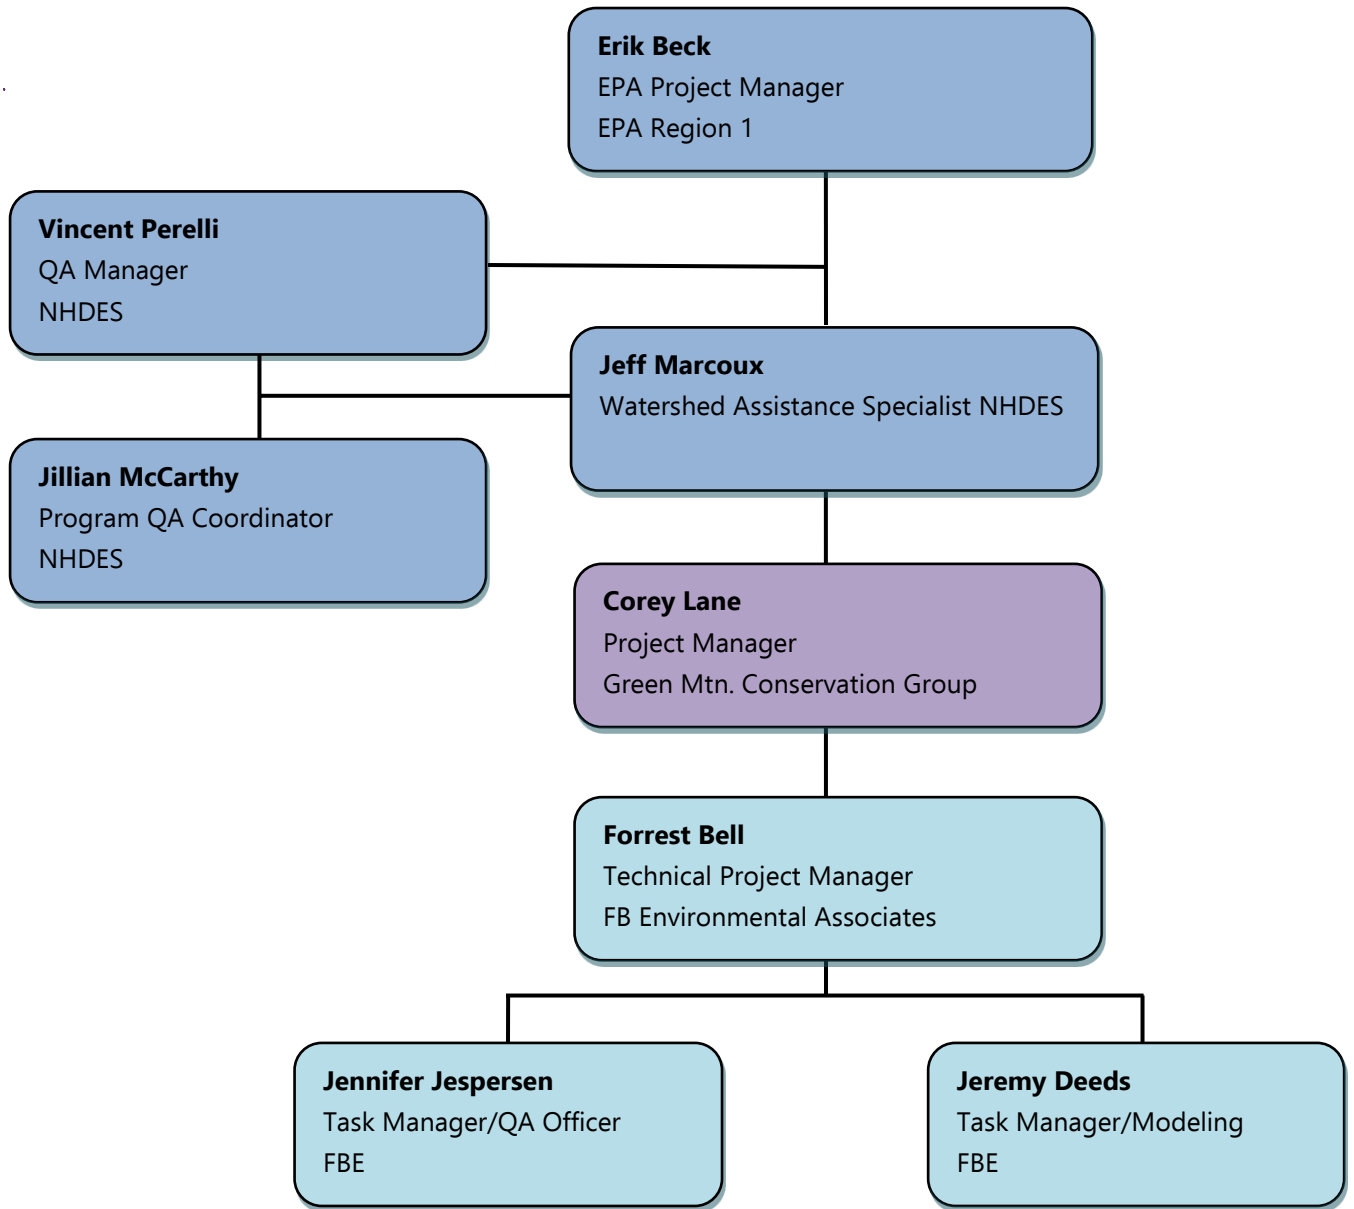 Erik Beck
EPA Project Manager
EPA Region 1
Vincent Perelli
QA Manager
NHDES
Jeff Marcoux
Watershed Assistance Specialist NHDES
Jillian McCarthy
Program QA Coordinator
NHDES
Corey Lane
Project Manager
Green Mtn. Conservation Group
Forrest Bell
Technical Project Manager
FB Environmental Associates
Jennifer Jespersen
Task Manager/QA Officer
FBE
Jeremy Deeds
Task Manager/Modeling
FBE